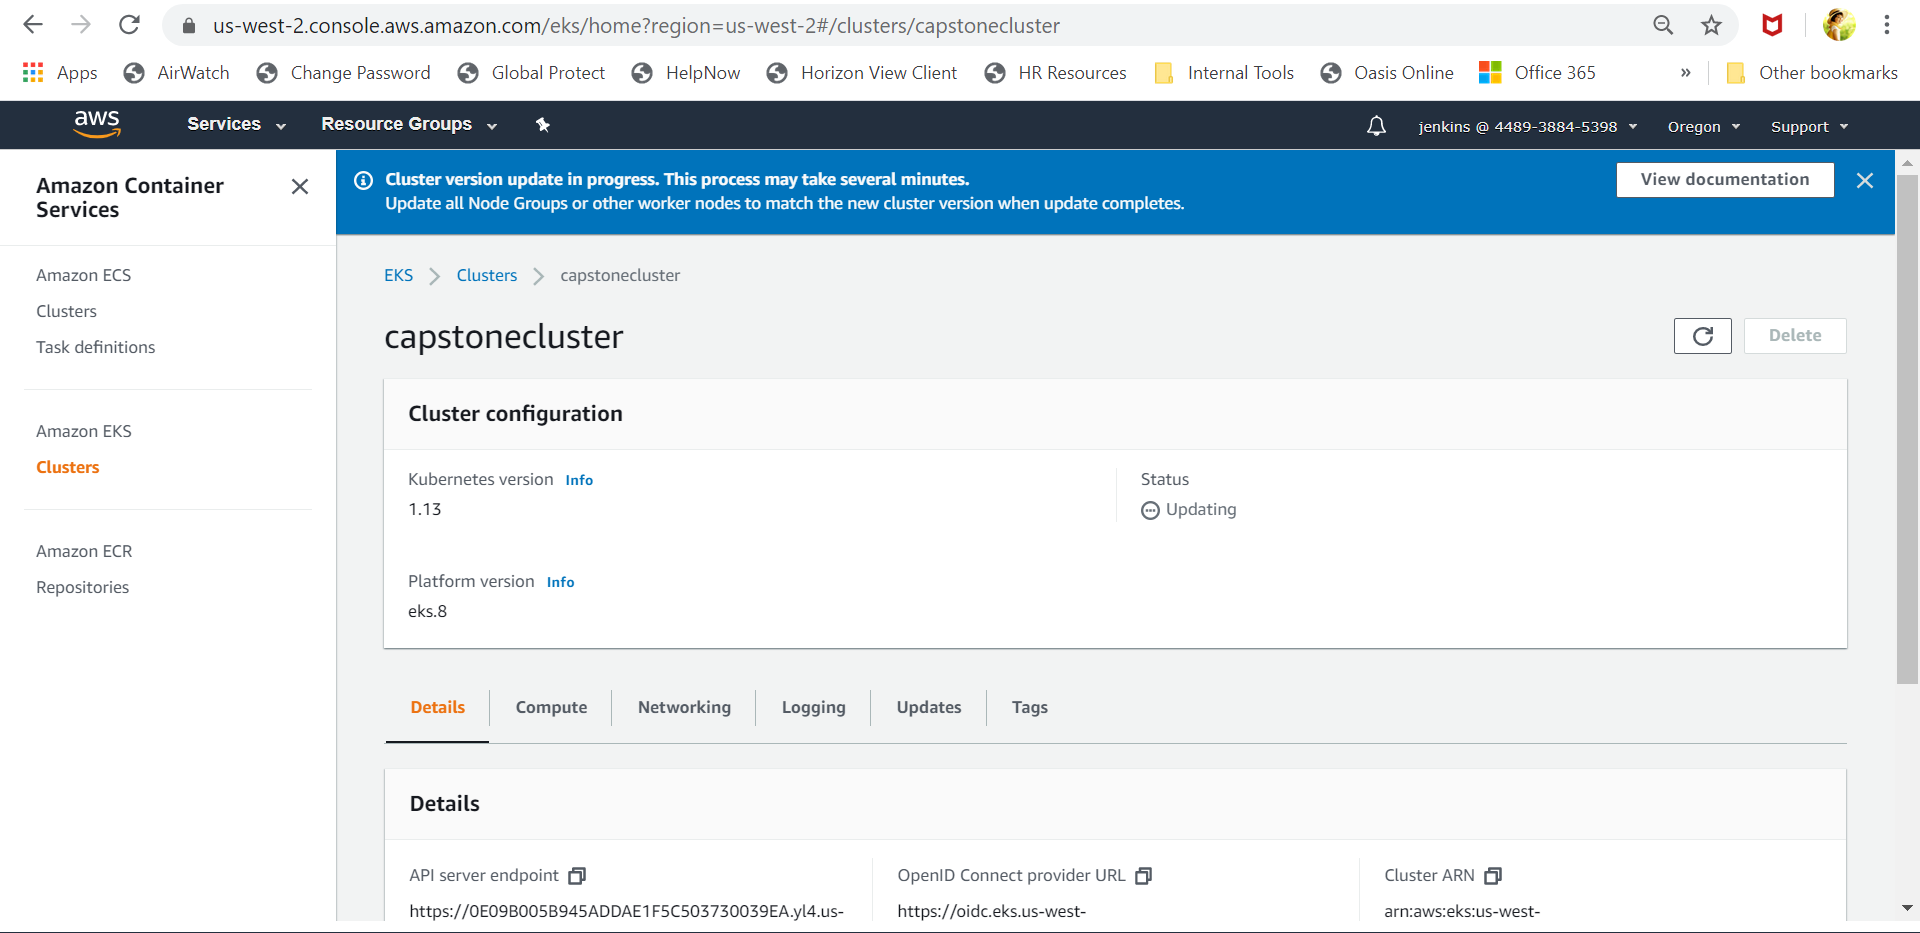 us-west-2.console.aws.amazon.com/eks/home?region=us-west-2#/clusters/capstonecluster
Apps AirWatch Change Password Global Protect HelpNow Horizon View Client HR Resources Internal Tools Oasis Online Office 365 » Other bookmarks
aws Services Resource Groups jenkins @ 4489-3884-5398 Oregon Support
Amazon Container Services
Cluster version update in progress. This process may take several minutes.
Update all Node Groups or other worker nodes to match the new cluster version when update completes.
View documentation
Amazon ECS
Clusters
Task definitions
Amazon EKS
Clusters
Amazon ECR
Repositories
EKS Clusters capstonecluster
capstonecluster
Delete
Cluster configuration
Kubernetes version Info
1.13
Status
Updating
Platform version Info
eks.8
Details Compute Networking Logging Updates Tags
Details
API server endpoint
https://0E09B005B945ADDAE1F5C503730039EA.yl4.us-
OpenID Connect provider URL
https://oidc.eks.us-west-
Cluster ARN
arn:aws:eks:us-west-